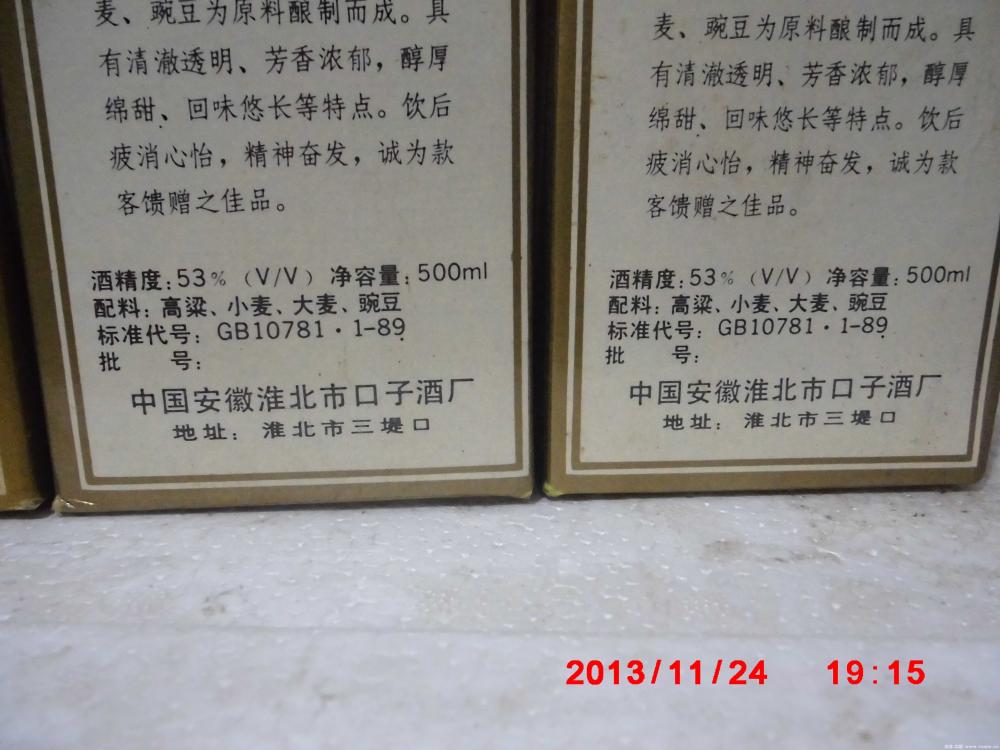 麦、豌豆为原料酿制而成。具
有清澈透明、芳香浓郁，醇厚
绵甜、回味悠长等特点。饮后
疲消心怡，精神奋发，诚为款
客馈赠之佳品。
酒精度：53%（V/V）净容量：500ml
配料：高粱、小麦、大麦、豌豆
标准代号：GB10781·1-89
批 号：
中国安徽淮北市口子酒厂
地址：淮北市三堤口
麦、豌豆为原料酿制而成。具
有清澈透明、芳香浓郁，醇厚
绵甜、回味悠长等特点。饮后
疲消心怡，精神奋发，诚为款
客馈赠之佳品。
酒精度：53%（V/V）净容量：500ml
配料：高粱、小麦、大麦、豌豆
标准代号：GB10781·1-89
批 号：
中国安徽淮北市口子酒厂
地址：淮北市三堤口
2013/11/24 19:15